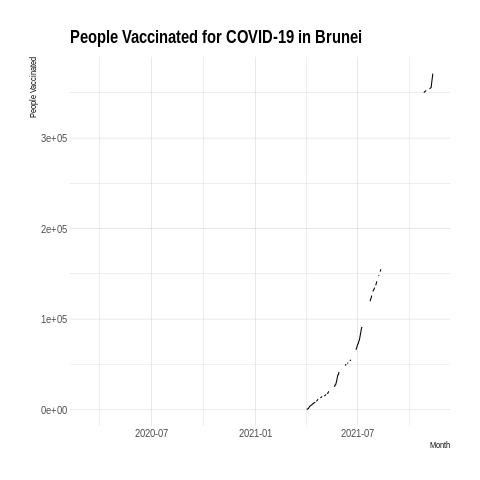 People Vaccinated for COVID-19 in Brunei
People Vaccinated
3e+05
2e+05
1e+05
0e+00
2020-07
2021-01
2021-07
Month